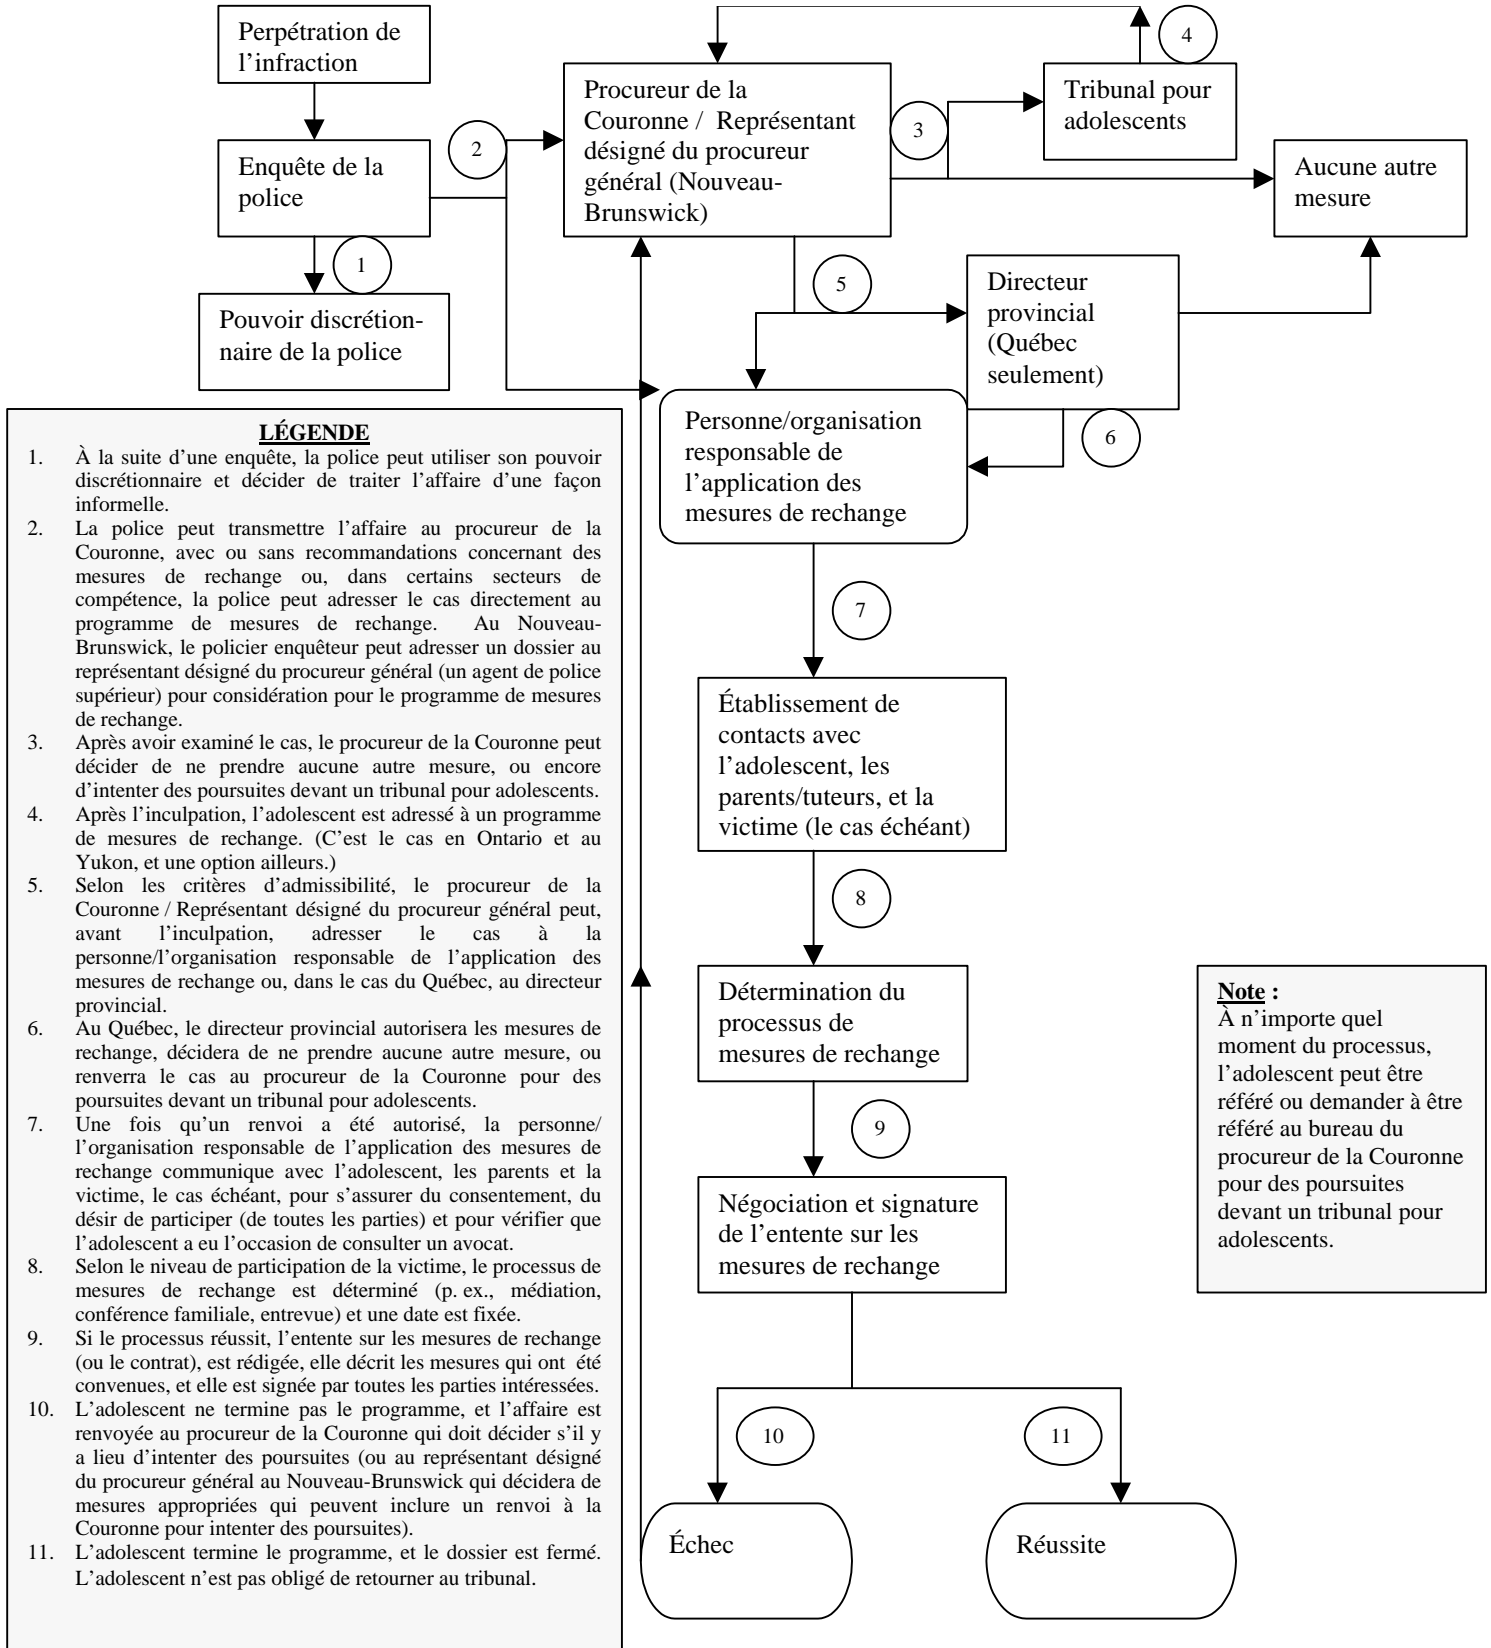 Perpétration de
l’infraction
4
Procureur de la
Couronne / Représentant
désigné du procureur
général (Nouveau-
Brunswick)
Tribunal pour
adolescents
3
2
Enquête de la
police
Aucune autre
mesure
1
5
Directeur
provincial
(Québec
seulement)
Pouvoir discrétion-
naire de la police
6
Personne/organisation
responsable de
l’application des
mesures de rechange
LÉGENDE
1. À la suite d’une enquête, la police peut utiliser son pouvoir
discrétionnaire et décider de traiter l’affaire d’une façon
informelle.
2. La police peut transmettre l’affaire au procureur de la
Couronne, avec ou sans recommandations concernant des
mesures de rechange ou, dans certains secteurs de
compétence, la police peut adresser le cas directement au
programme de mesures de rechange. Au Nouveau-
Brunswick, le policier enquêteur peut adresser un dossier au
représentant désigné du procureur général (un agent de police
supérieur) pour considération pour le programme de mesures
de rechange.
3. Après avoir examiné le cas, le procureur de la Couronne peut
décider de ne prendre aucune autre mesure, ou encore
d’intenter des poursuites devant un tribunal pour adolescents.
4. Après l’inculpation, l’adolescent est adressé à un programme
de mesures de rechange. (C’est le cas en Ontario et au
Yukon, et une option ailleurs.)
5. Selon les critères d’admissibilité, le procureur de la
Couronne / Représentant désigné du procureur général peut,
avant l’inculpation, adresser le cas à la
personne/l’organisation responsable de l’application des
mesures de rechange ou, dans le cas du Québec, au directeur
provincial.
6. Au Québec, le directeur provincial autorisera les mesures de
rechange, décidera de ne prendre aucune autre mesure, ou
renverra le cas au procureur de la Couronne pour des
poursuites devant un tribunal pour adolescents.
7. Une fois qu’un renvoi a été autorisé, la personne/
l’organisation responsable de l’application des mesures de
rechange communique avec l’adolescent, les parents et la
victime, le cas échéant, pour s’assurer du consentement, du
désir de participer (de toutes les parties) et pour vérifier que
l’adolescent a eu l’occasion de consulter un avocat.
8. Selon le niveau de participation de la victime, le processus de
mesures de rechange est déterminé (p. ex., médiation,
conférence familiale, entrevue) et une date est fixée.
9. Si le processus réussit, l’entente sur les mesures de rechange
(ou le contrat), est rédigée, elle décrit les mesures qui ont été
convenues, et elle est signée par toutes les parties intéressées.
10. L’adolescent ne termine pas le programme, et l’affaire est
renvoyée au procureur de la Couronne qui doit décider s’il y
a lieu d’intenter des poursuites (ou au représentant désigné
du procureur général au Nouveau-Brunswick qui décidera de
mesures appropriées qui peuvent inclure un renvoi à la
Couronne pour intenter des poursuites).
11. L’adolescent termine le programme, et le dossier est fermé.
L’adolescent n’est pas obligé de retourner au tribunal.
7
Établissement de
contacts avec
l’adolescent, les
parents/tuteurs, et la
victime (le cas échéant)
8
Détermination du
processus de
mesures de rechange
9
Négociation et signature
de l’entente sur les
mesures de rechange
Note :
À n’importe quel
moment du processus,
l’adolescent peut être
référé ou demander à être
référé au bureau du
procureur de la Couronne
pour des poursuites
devant un tribunal pour
adolescents.
10
11
Échec
Réussite